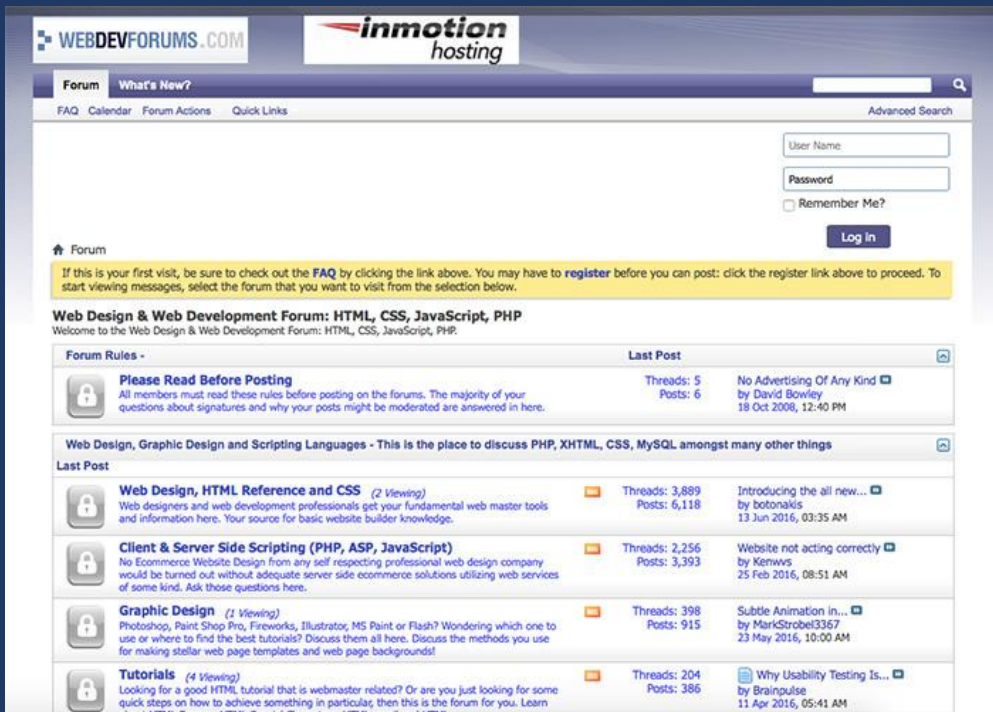 WEBDEVFORUMS.COM
inmotion
hosting
Forum What's New?
FAQ Calendar Forum Actions Quick Links Advanced Search
User Name
Password
Remember Me?
Log in
Forum
If this is your first visit, be sure to check out the FAQ by clicking the link above. You may have to register before you can post: click the register link above to proceed. To
start viewing messages, select the forum that you want to visit from the selection below.
Web Design & Web Development Forum: HTML, CSS, JavaScript, PHP
Welcome to the Web Design & Web Development Forum: HTML, CSS, JavaScript, PHP.
Forum Rules - Last Post
Please Read Before Posting
All members must read these rules before posting on the forums. The majority of your
questions about signatures and why your posts might be moderated are answered in here.
Threads: 5
Posts: 6
No Advertising Of Any Kind
by David Bowley
18 Oct 2008, 12:40 PM
Web Design, Graphic Design and Scripting Languages - This is the place to discuss PHP, XHTML, CSS, MySQL amongst many other things
Last Post
Web Design, HTML Reference and CSS (2 Viewing)
Web designers and web development professionals get your fundamental web master tools
and information here. Your source for basic website builder knowledge.
Threads: 3,889
Posts: 6,118
Introducing the all new...
by botonakis
13 Jun 2016, 03:35 AM
Client & Server Side Scripting (PHP, ASP, JavaScript)
No Ecommerce Website Design from any self respecting professional web design company
would be turned out without adequate server side ecommerce solutions utilizing web services
of some kind. Ask those questions here.
Threads: 2,256
Posts: 3,393
Website not acting correctly
by Kenwvs
25 Feb 2016, 08:51 AM
Graphic Design (1 Viewing)
Photoshop, Paint Shop Pro, Fireworks, Illustrator, MS Paint or Flash? Wondering which one to
use or where to find the best tutorials? Discuss them all here. Discuss the methods you use
for making stellar web page templates and web page backgrounds!
Threads: 398
Posts: 915
Subtle Animation in...
by MarkStrobel3367
23 May 2016, 10:00 AM
Tutorials (4 Viewing)
Looking for a good HTML tutorial that is webmaster related? Or are you just looking for some
quick steps on how to achieve something in particular, then this is the forum for you. Learn
Threads: 204
Posts: 386
Why Usability Testing Is...
by Brainpulse
11 Apr 2016, 05:41 AM